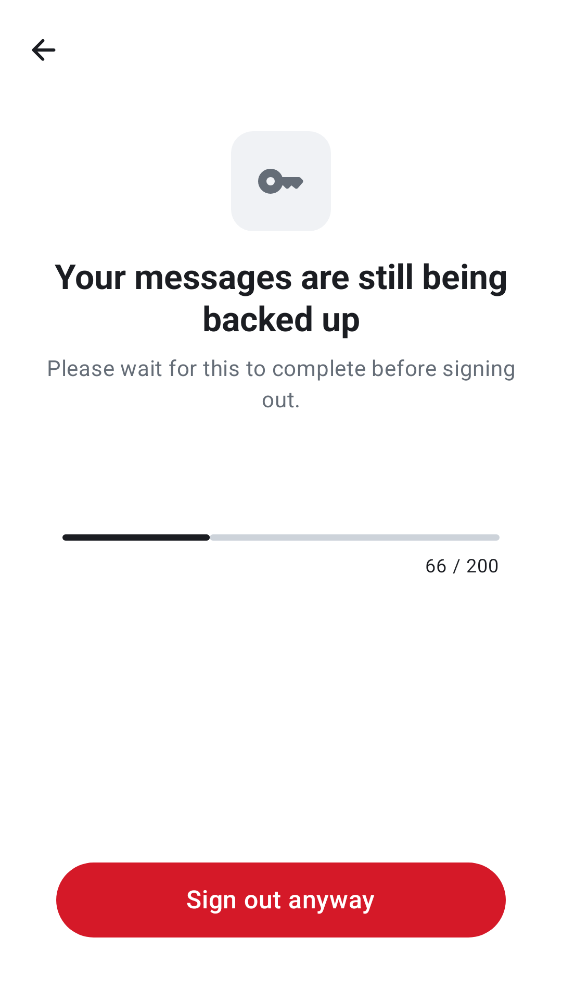 Your messages are still being
backed up
Please wait for this to complete before signing
out.
66 / 200
Sign out anyway